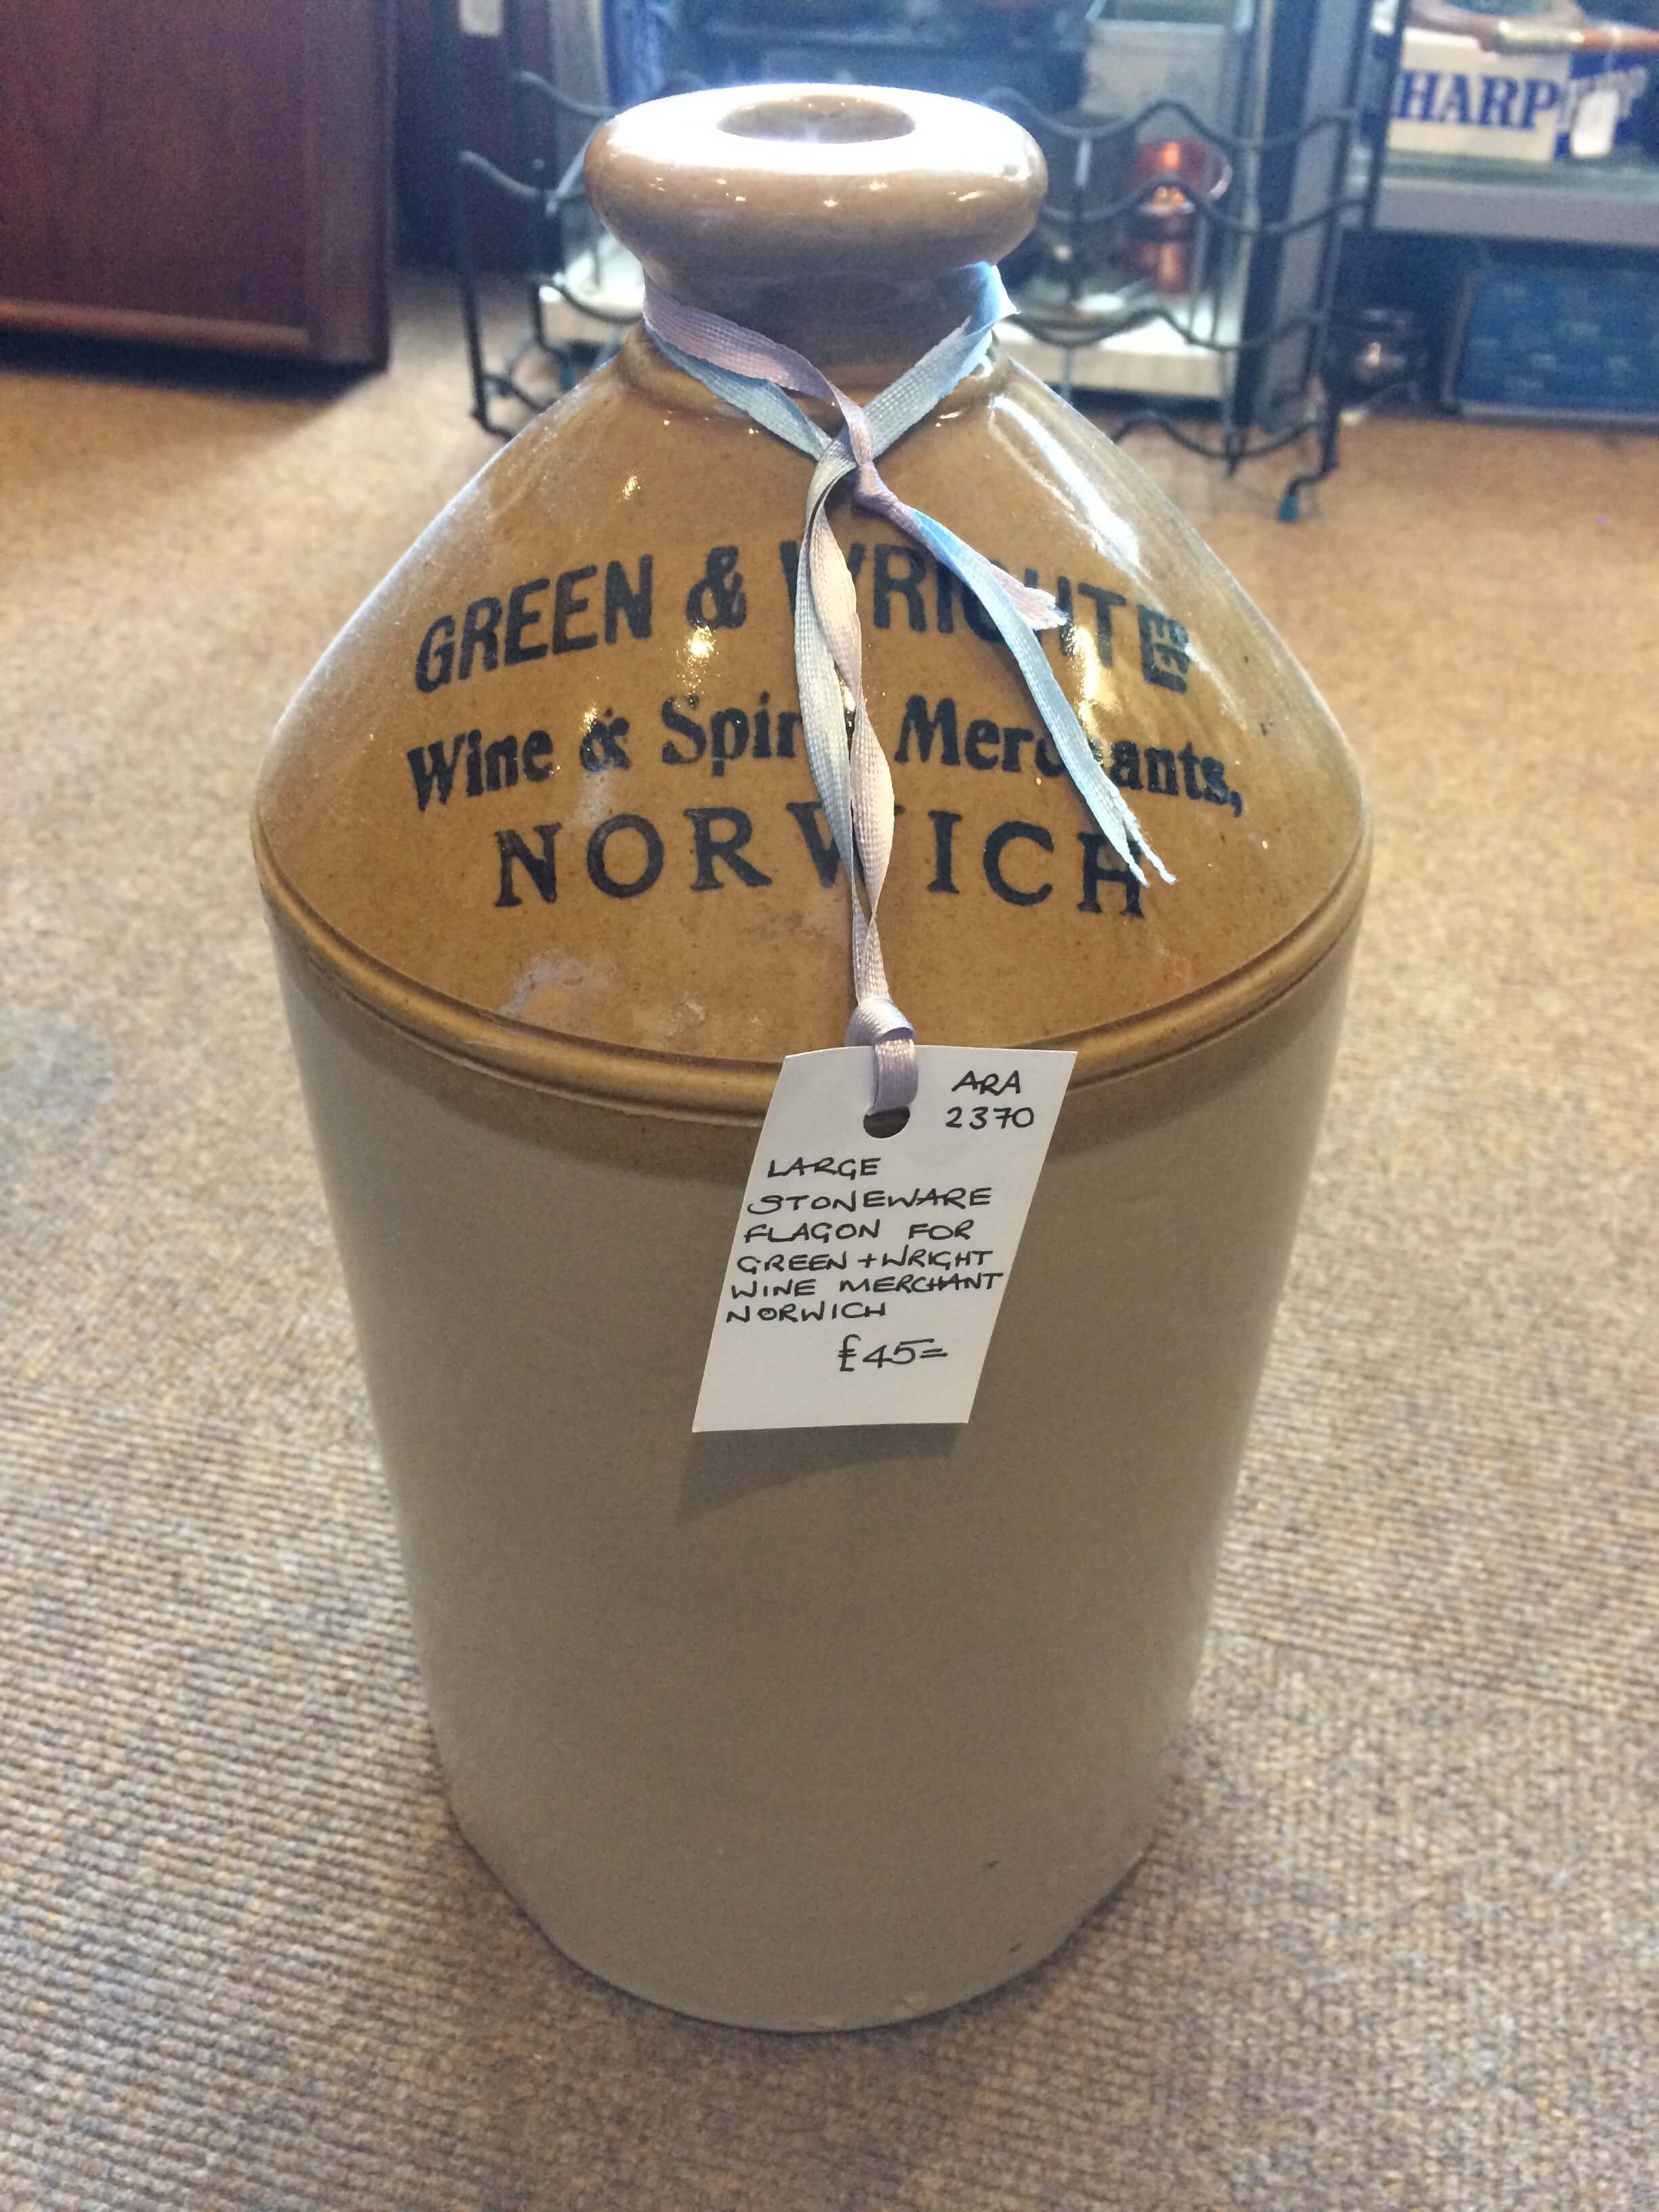 HARP
GREEN & WRIGHT LTD
Wine & Spirit Merchants,
NORWICH
ARA
2370
LARGE
STONEWARE
FLAGON FOR
GREEN + WRIGHT
WINE MERCHANT
NORWICH
£45=